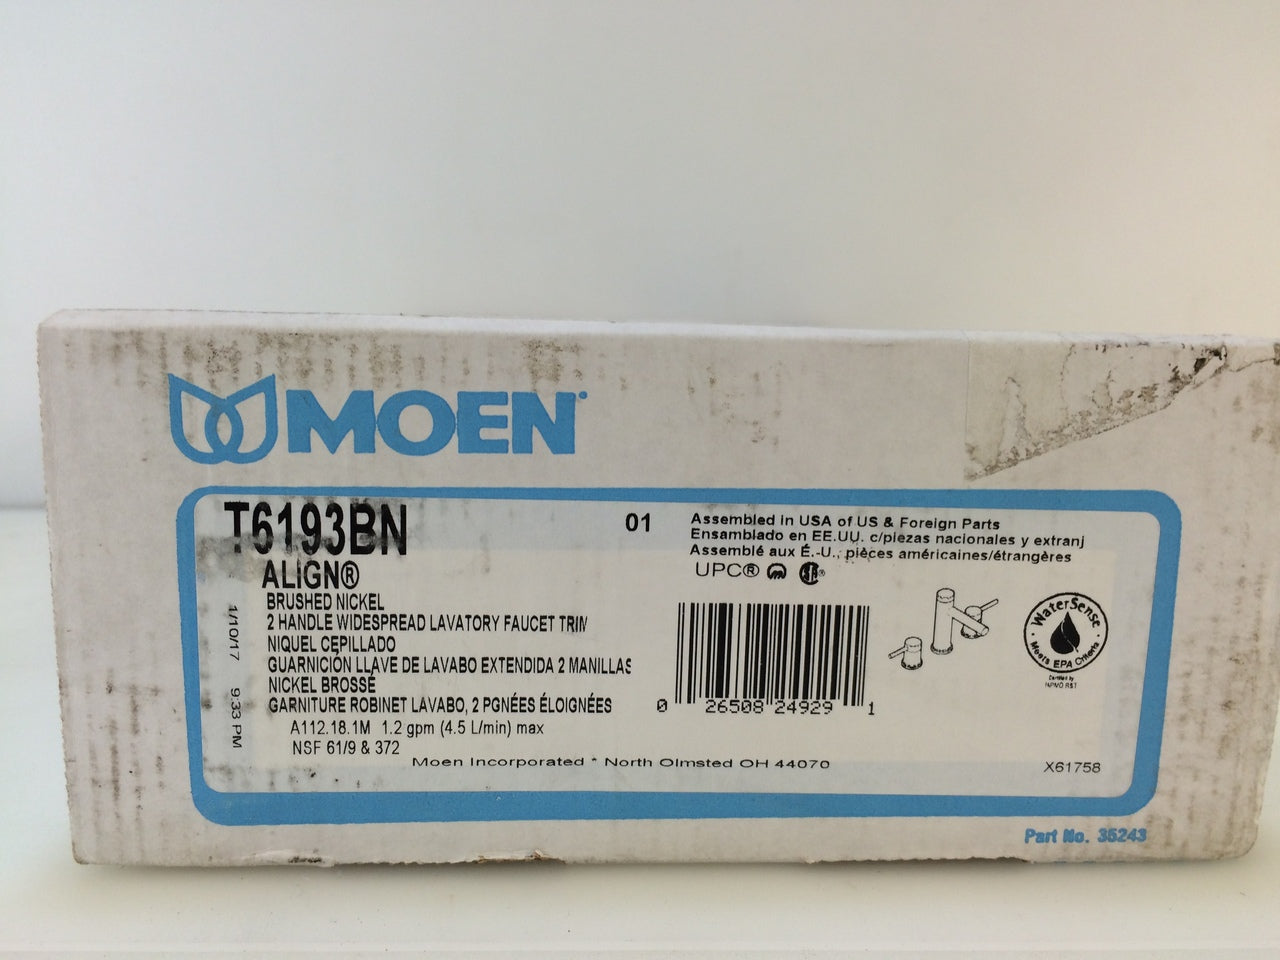 MOEN
T6193BN
01
ALIGN®
BRUSHED NICKEL
2 HANDLE WIDESPREAD LAVATORY FAUCET TRIM
NIQUEL CEPILLADO
GUARNICIÓN LLAVE DE LAVABO EXTENDIDA 2 MANILLAS
NICKEL BROSSÉ
GARNITURE ROBINET LAVABO, 2 PGNÉES ÉLOIGNÉES
A112.18.1M 1.2 gpm (4.5 L/min) max
NSF 61/9 & 372
1/10/17 9:33 PM
Assembled in USA of US & Foreign Parts
Ensamblado en EE.UU. c/piezas nacionales y extranj
Assemblé aux É.-U., pièces américaines/étrangères
UPC®
0 26508 24929 1
WaterSense
Meets EPA Criteria
Certified by
IAPMO R&T
Moen Incorporated * North Olmsted OH 44070
X61758
Part No. 35243